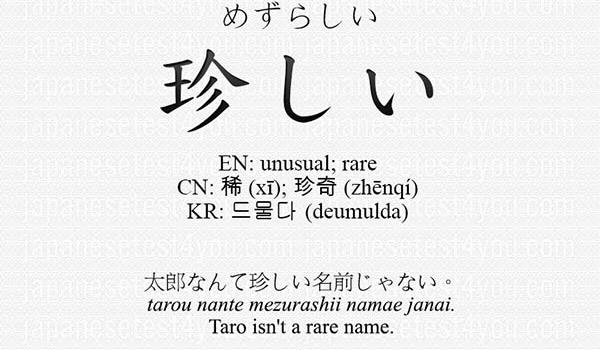 めずらしい
珍しい
EN: unusual; rare
CN: 稀 (xī); 珍奇 (zhēnqí)
KR: 드물다 (deumulda)
太郎なんて珍しい名前じゃない。
tarou nante mezurashii namae janai.
Taro isn't a rare name.
japanesetest4you.com